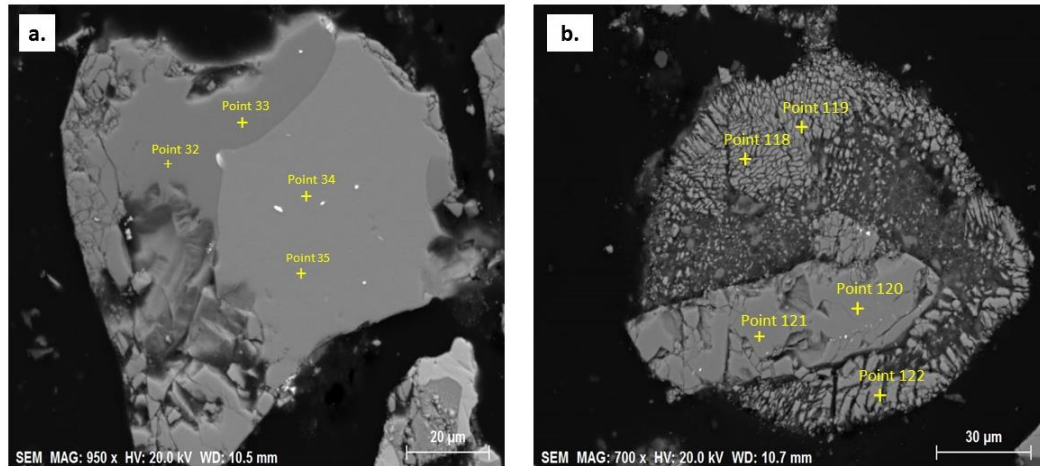 a.
Point 33
Point 32
Point 34
Point 35
20 µm
SEM MAG: 950 x HV: 20.0 kV WD: 10.5 mm
b.
Point 119
Point 118
Point 120
Point 121
Point 122
30 µm
SEM MAG: 700 x HV: 20.0 kV WD: 10.7 mm